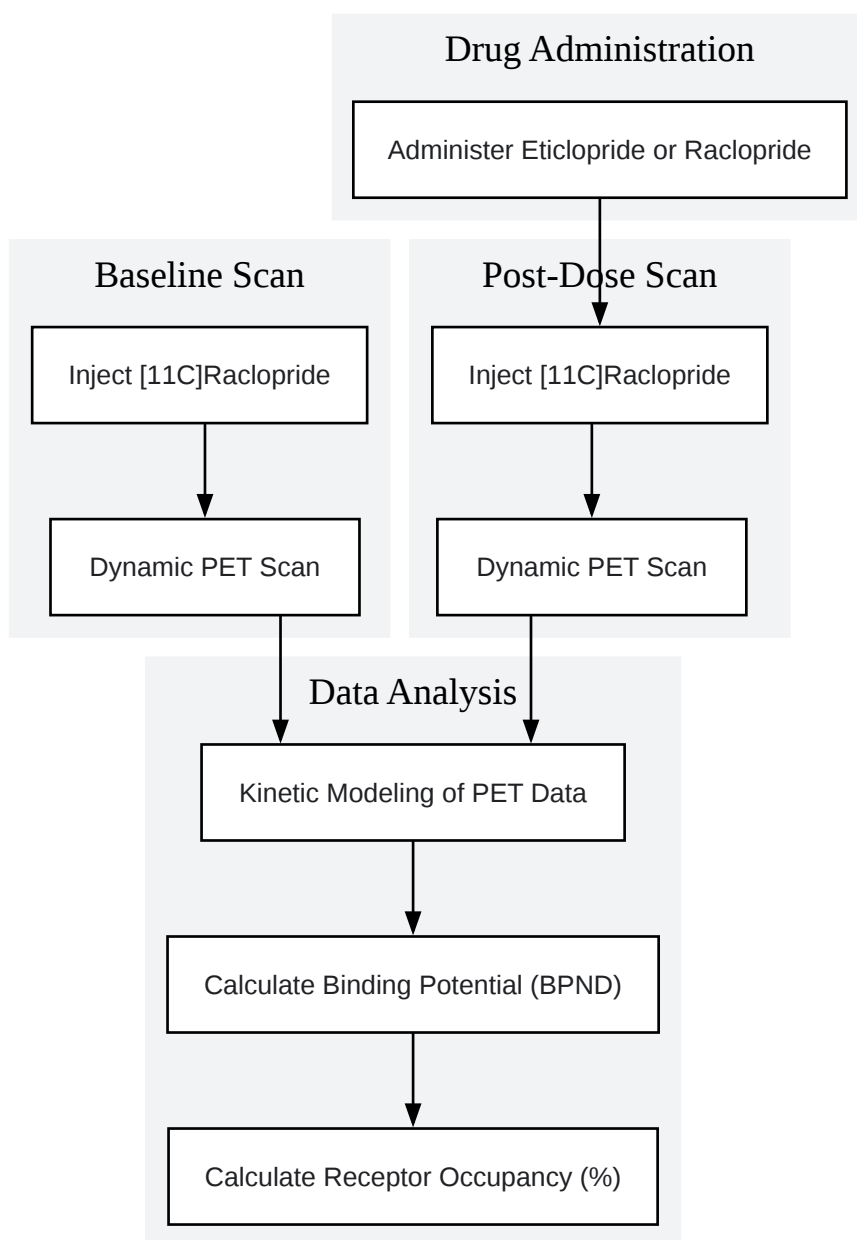 Drug Administration
Administer Eticlopride or Raclopride
Baseline Scan
Inject [11C]Raclopride
Dynamic PET Scan
Post-Dose Scan
Inject [11C]Raclopride
Dynamic PET Scan
Data Analysis
Kinetic Modeling of PET Data
Calculate Binding Potential (BPND)
Calculate Receptor Occupancy (%)